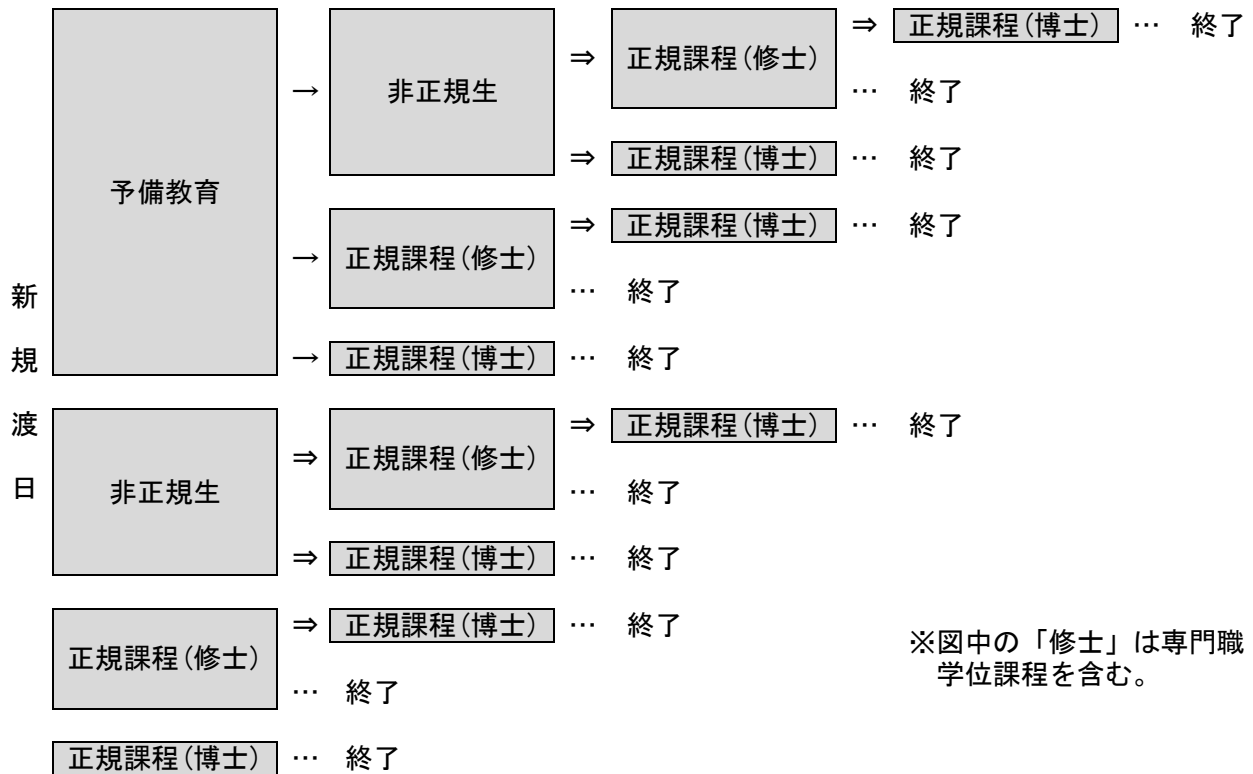 ⇒ 正規課程(博士) … 終了
⇒ 正規課程(修士)
→ 非正規生 … 終了
⇒ 正規課程(博士) … 終了
予備教育
⇒ 正規課程(博士) … 終了
→ 正規課程(修士)
… 終了
→ 正規課程(博士) … 終了
新規渡日
⇒ 正規課程(博士) … 終了
⇒ 正規課程(修士)
非正規生 … 終了
⇒ 正規課程(博士) … 終了
⇒ 正規課程(博士) … 終了
正規課程(修士)
… 終了
正規課程(博士) … 終了
※図中の「修士」は専門職
学位課程を含む。